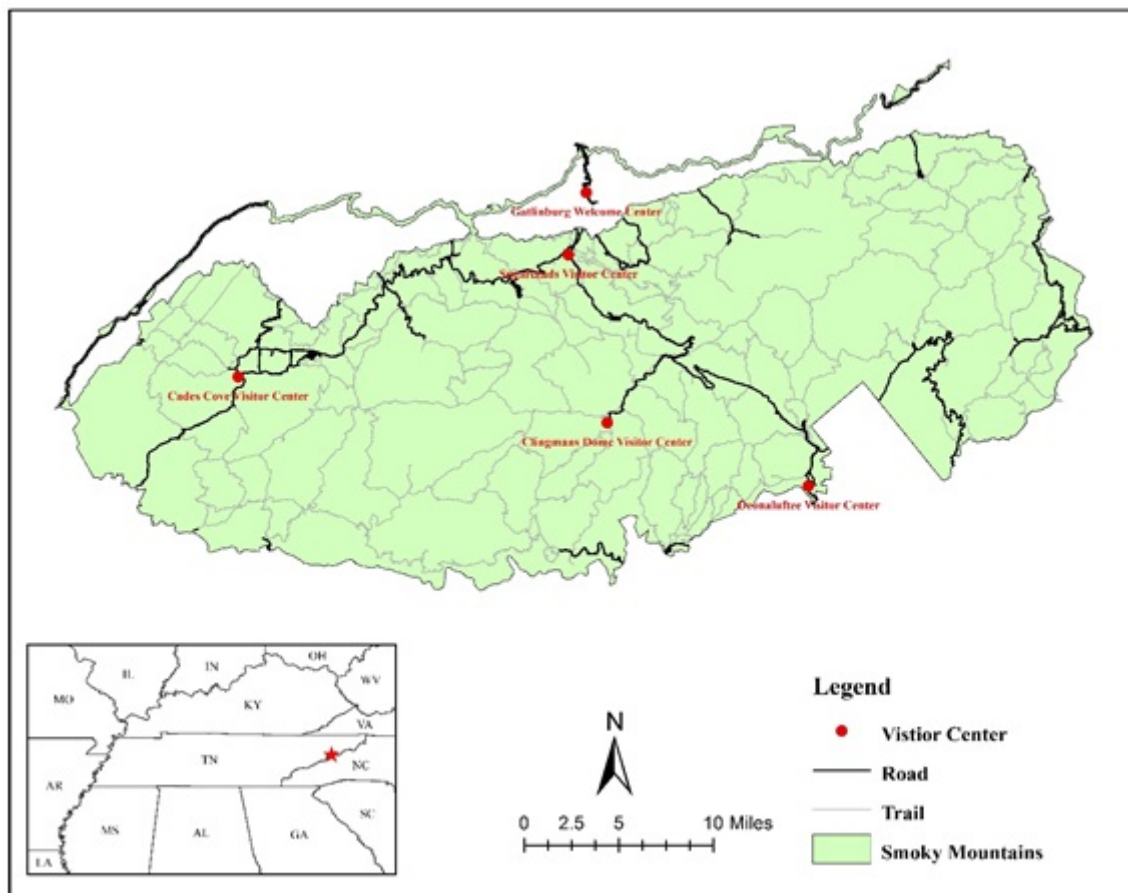 Gatlinburg Welcome Center
Sugarlands Visitor Center
Cades Cove Visitor Center
Clingmans Dome Visitor Center
Oconaluftee Visitor Center
OH
IN
IL
WV
MO
KY
VA
TN
NC
AR
SC
MS
AL
GA
LA
N
0 2.5 5 10 Miles
Legend
Vistior Center
Road
Trail
Smoky Mountains